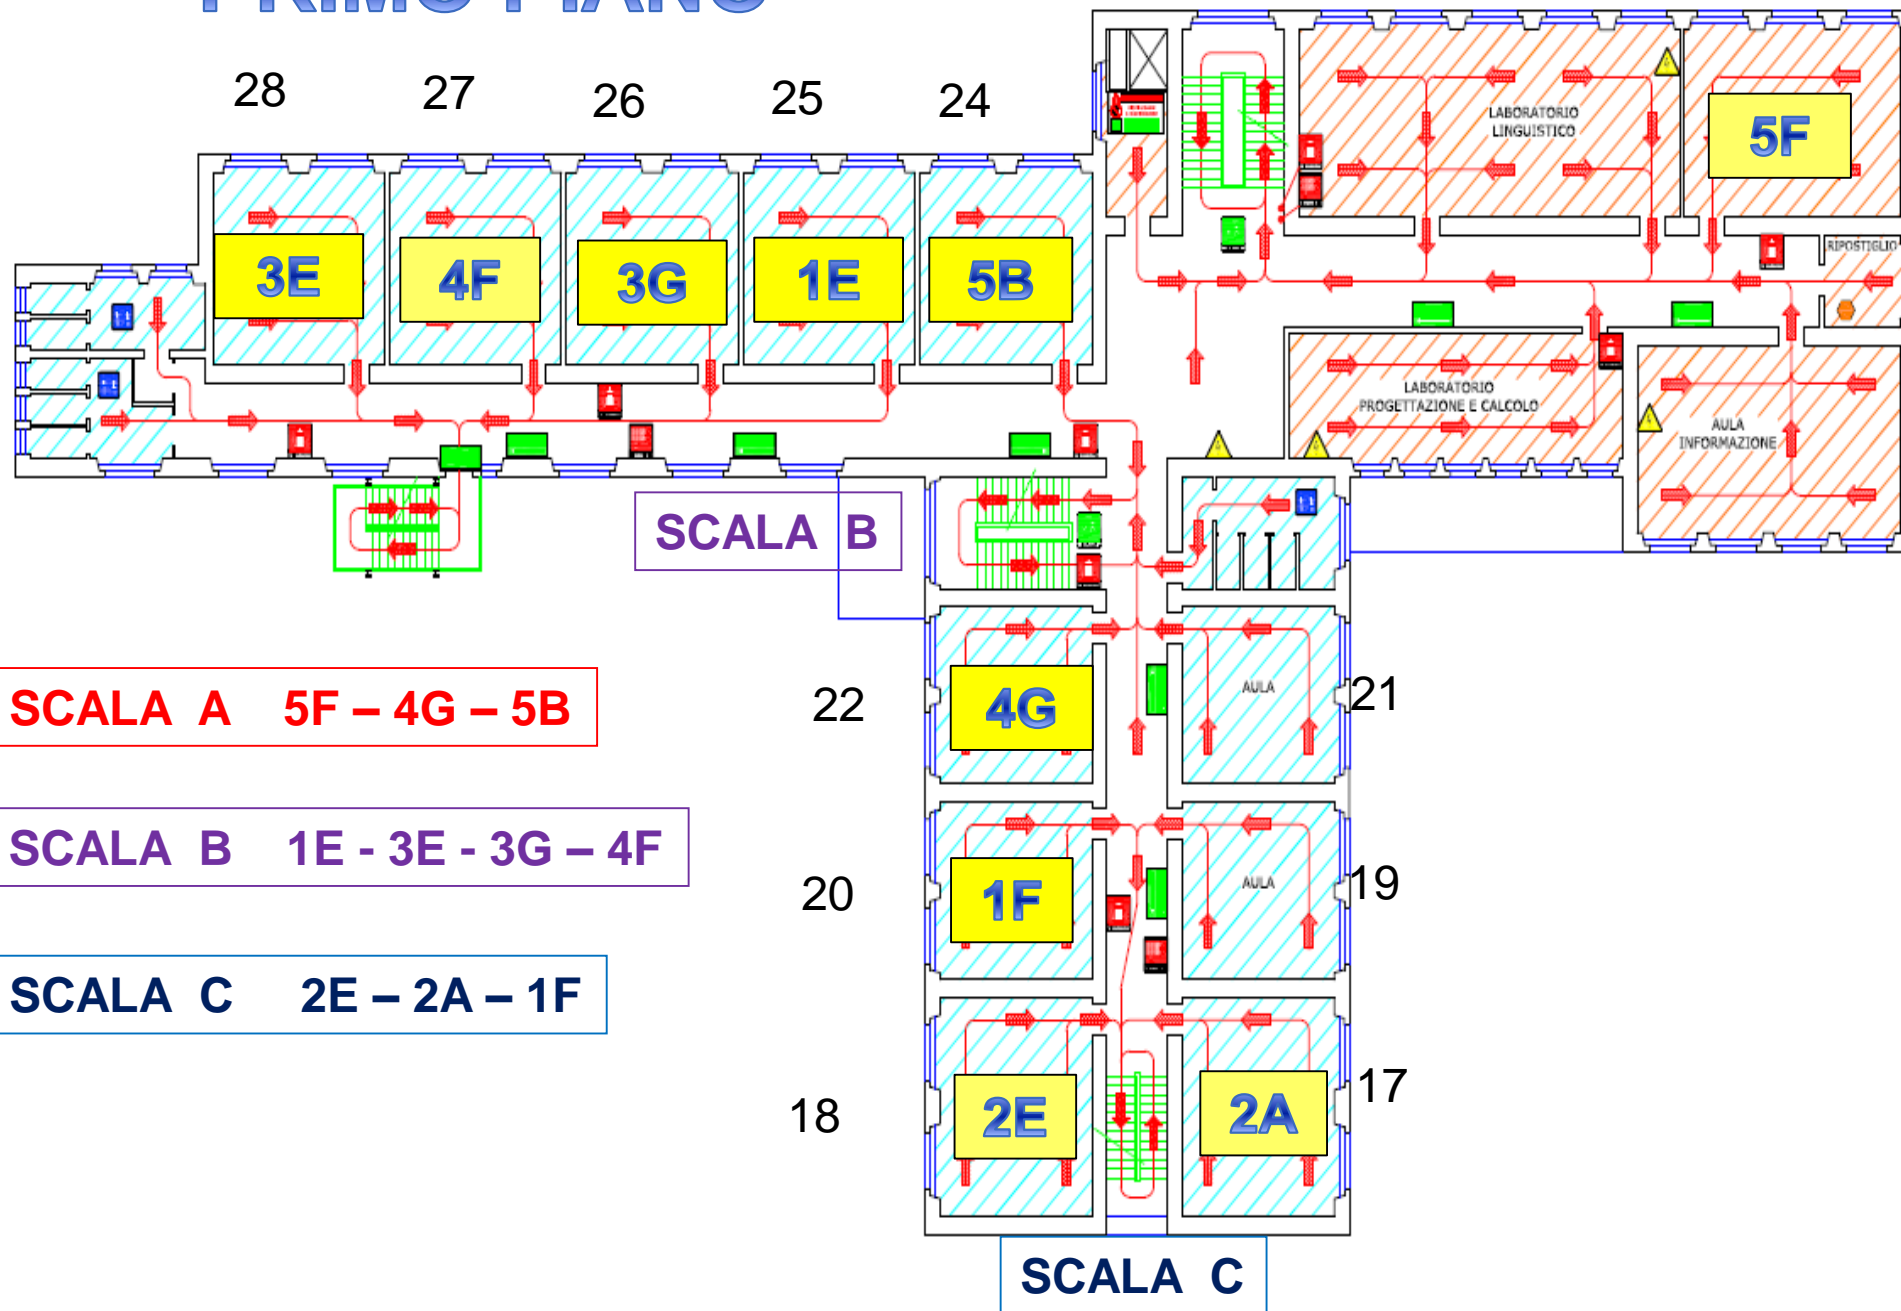 PRIMO PIANO
28
27
26
25
24
LABORATORIO
LINGUISTICO
5F
3E
4F
3G
1E
5B
RIPOSTIGLIO
LABORATORIO
PROGETTAZIONE E CALCOLO
AULA
INFORMAZIONE
SCALA B
SCALA A 5F – 4G – 5B
22
4G
AULA
21
SCALA B 1E - 3E - 3G – 4F
20
1F
AULA
19
SCALA C 2E – 2A – 1F
18
2E
2A
17
SCALA C